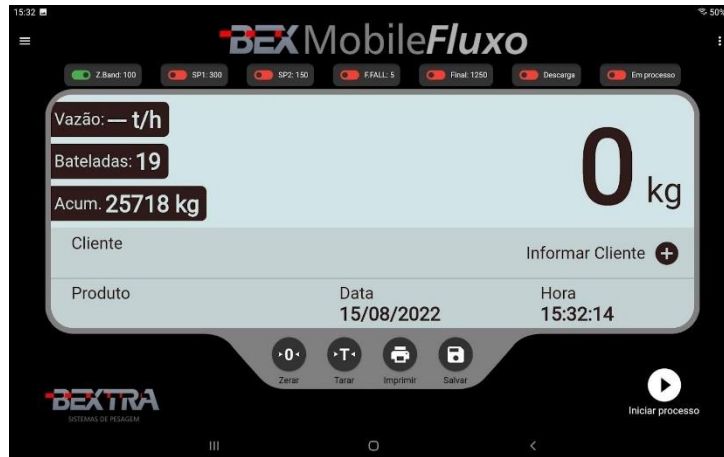 15:32
50%
BEX MobileFluxo
Z.Band: 100 SP1: 300 SP2: 150 F.FALL: 5 Final: 1250 Descarga Em processo
Vazão: — t/h
Bateladas: 19
Acum. 25718 kg
0 kg
Cliente
Informar Cliente
Produto
Data
15/08/2022
Hora
15:32:14
▸0◂ ▸T◂
Zerar Tarar Imprimir Salvar
BEXTRA
SISTEMAS DE PESAGEM
Iniciar processo